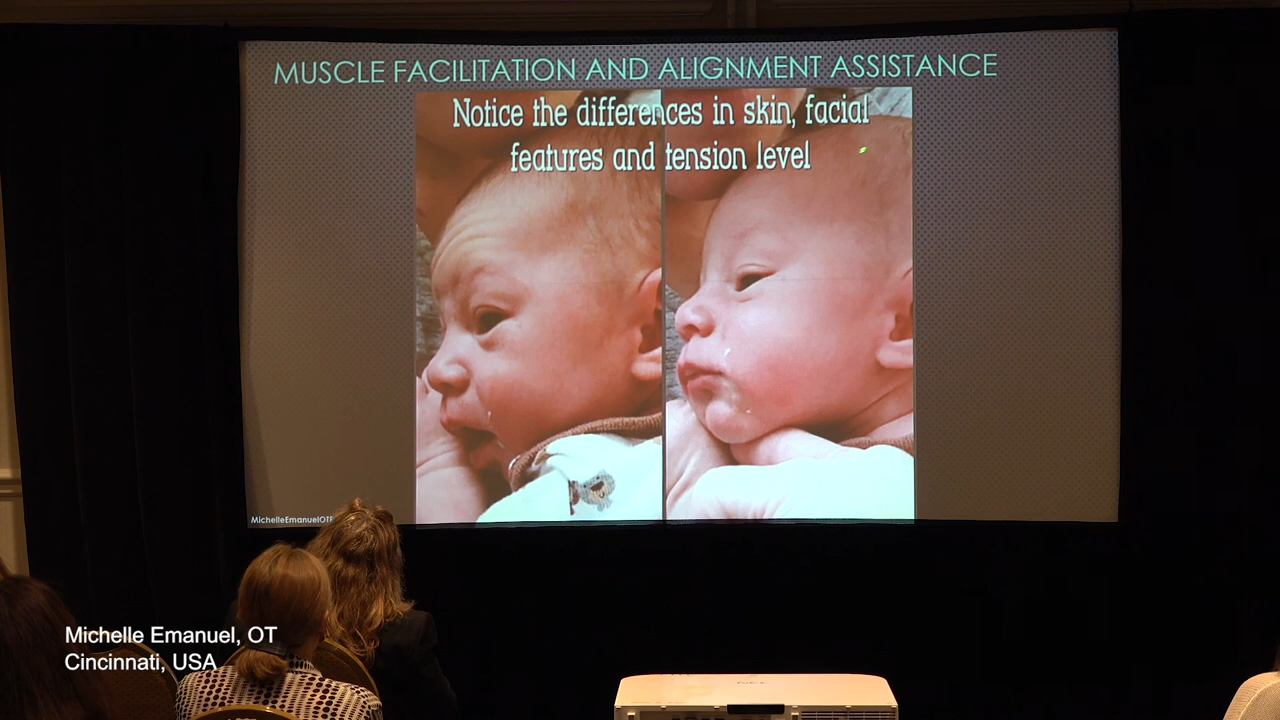 MUSCLE FACILITATION AND ALIGNMENT ASSISTANCE
Notice the differences in skin, facial
features and tension level
Michelle Emanuel, OT
Cincinnati, USA